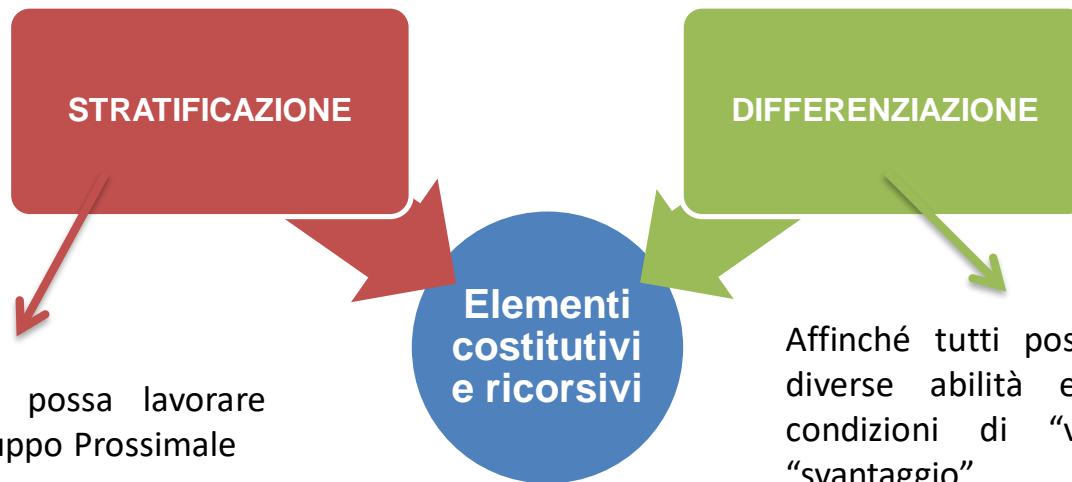 STRATIFICAZIONE
DIFFERENZIAZIONE
Elementi
costitutivi
e ricorsivi
possa lavorare
Prossimale
Affinché tutti
diverse abilità
condizioni di
“svantaggio”